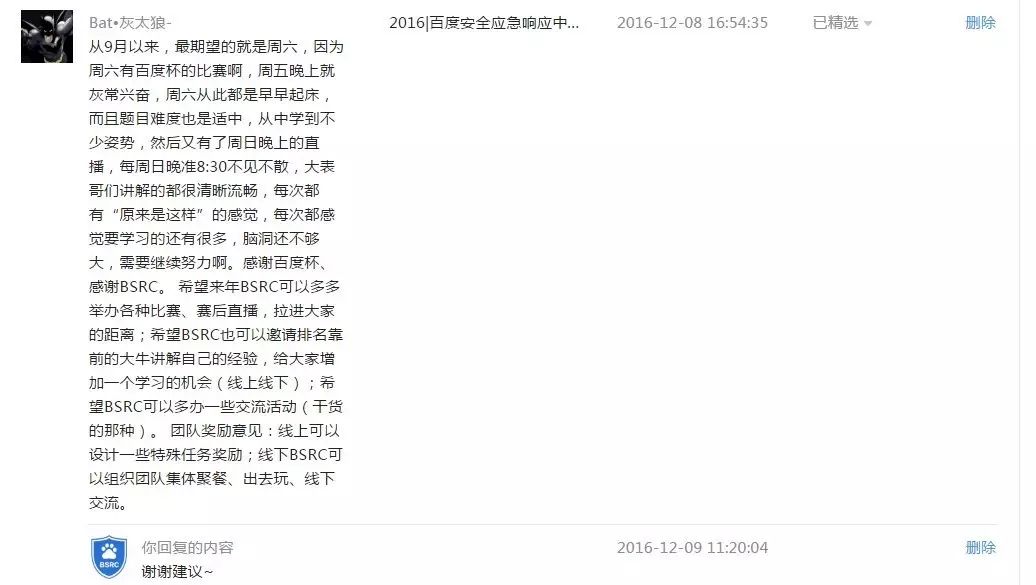 Bat•灰太狼- 2016|百度安全应急响应中... 2016-12-08 16:54:35 已精选 删除
从9月以来，最期望的就是周六，因为
周六有百度杯的比赛啊，周五晚上就
灰常兴奋，周六从此都是早早起床，
而且题目难度也是适中，从中学到不
少姿势，然后又有了周日晚上的直
播，每周日晚准8:30不见不散，大表
哥们讲解的都很清晰流畅，每次都
有“原来是这样”的感觉，每次都感
觉要学习的还有很多，脑洞还不够
大，需要继续努力啊。感谢百度杯、
感谢BSRC。 希望来年BSRC可以多多
举办各种比赛、赛后直播，拉进大家
的距离；希望BSRC也可以邀请排名靠
前的大牛讲解自己的经验，给大家增
加一个学习的机会（线上线下）；希
望BSRC可以多办一些交流活动（干货
的那种）。 团队奖励意见：线上可以
设计一些特殊任务奖励；线下BSRC可
以组织团队集体聚餐、出去玩、线下
交流。
BSRC
你回复的内容 2016-12-09 11:20:04 删除
谢谢建议~